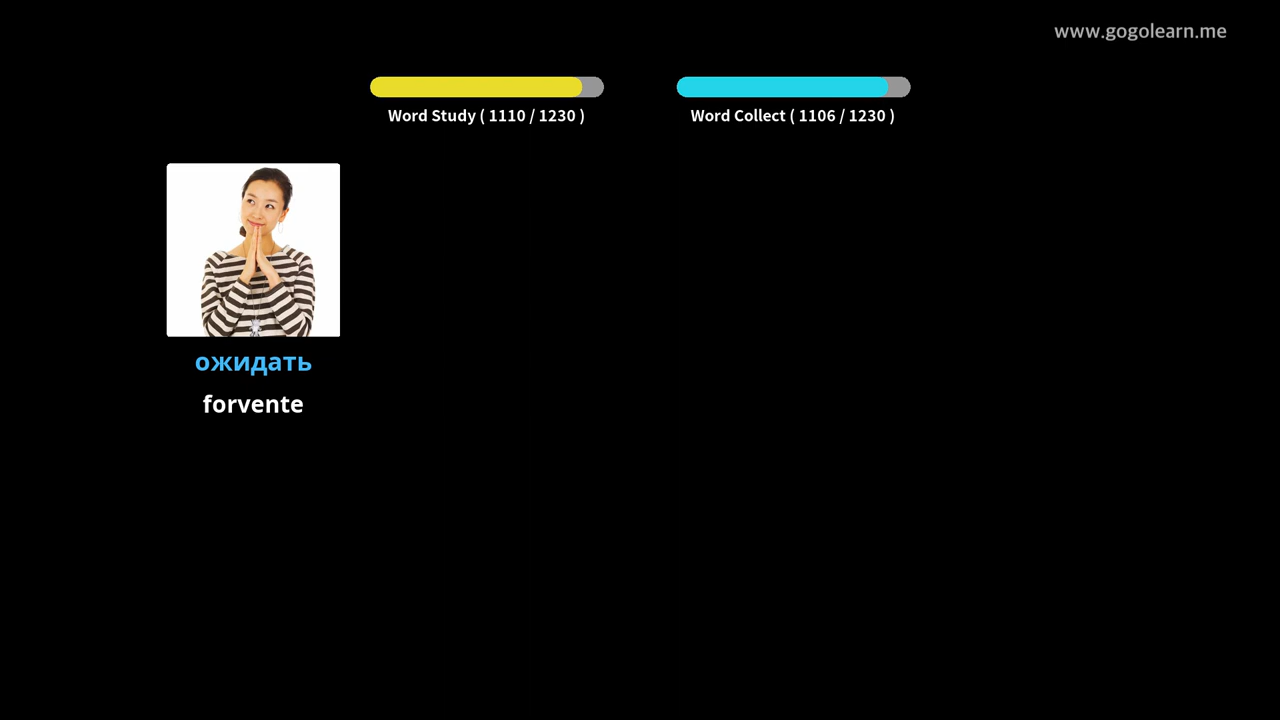 www.gogolearn.me
Word Study ( 1110 / 1230 )
Word Collect ( 1106 / 1230 )
ожидать
forvente